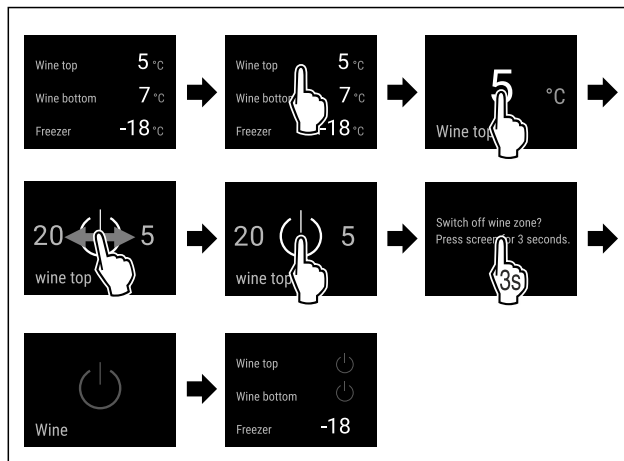 Wine top 5 °C
Wine bottom 7 °C
Freezer -18 °C
Wine top 5 °C
Wine bottom 7 °C
Freezer -18 °C
5 °C
Wine top
20 5
wine top
20 5
wine top
Switch off wine zone?
Press screen for 3 seconds.
3s
Wine
Wine top
Wine bottom
Freezer -18